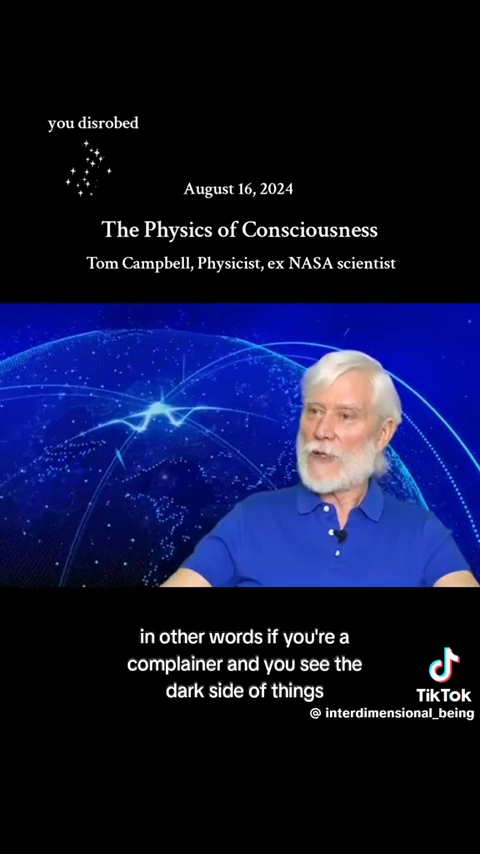 you disrobed
August 16, 2024
The Physics of Consciousness
Tom Campbell, Physicist, ex NASA scientist
in other words if you're a
complainer and you see the
dark side of things
TikTok
@ interdimensional_being